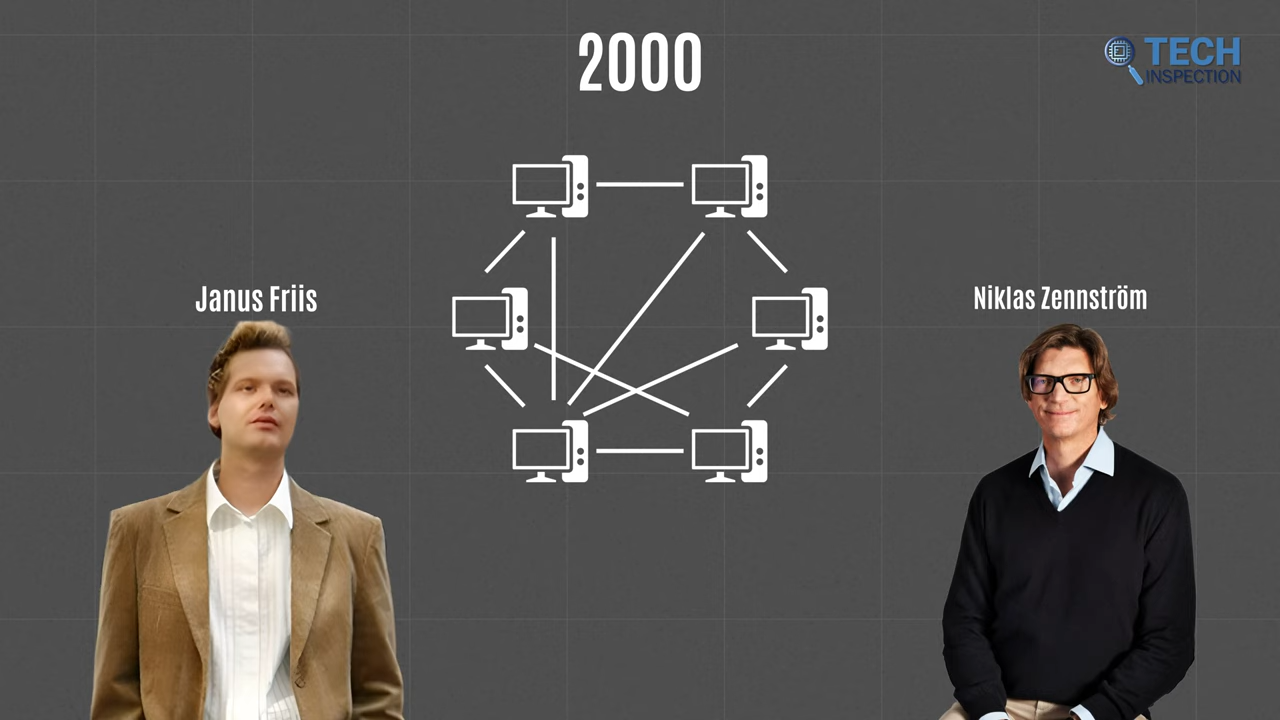 2000
TECH
INSPECTION
Janus Friis
Niklas Zennström